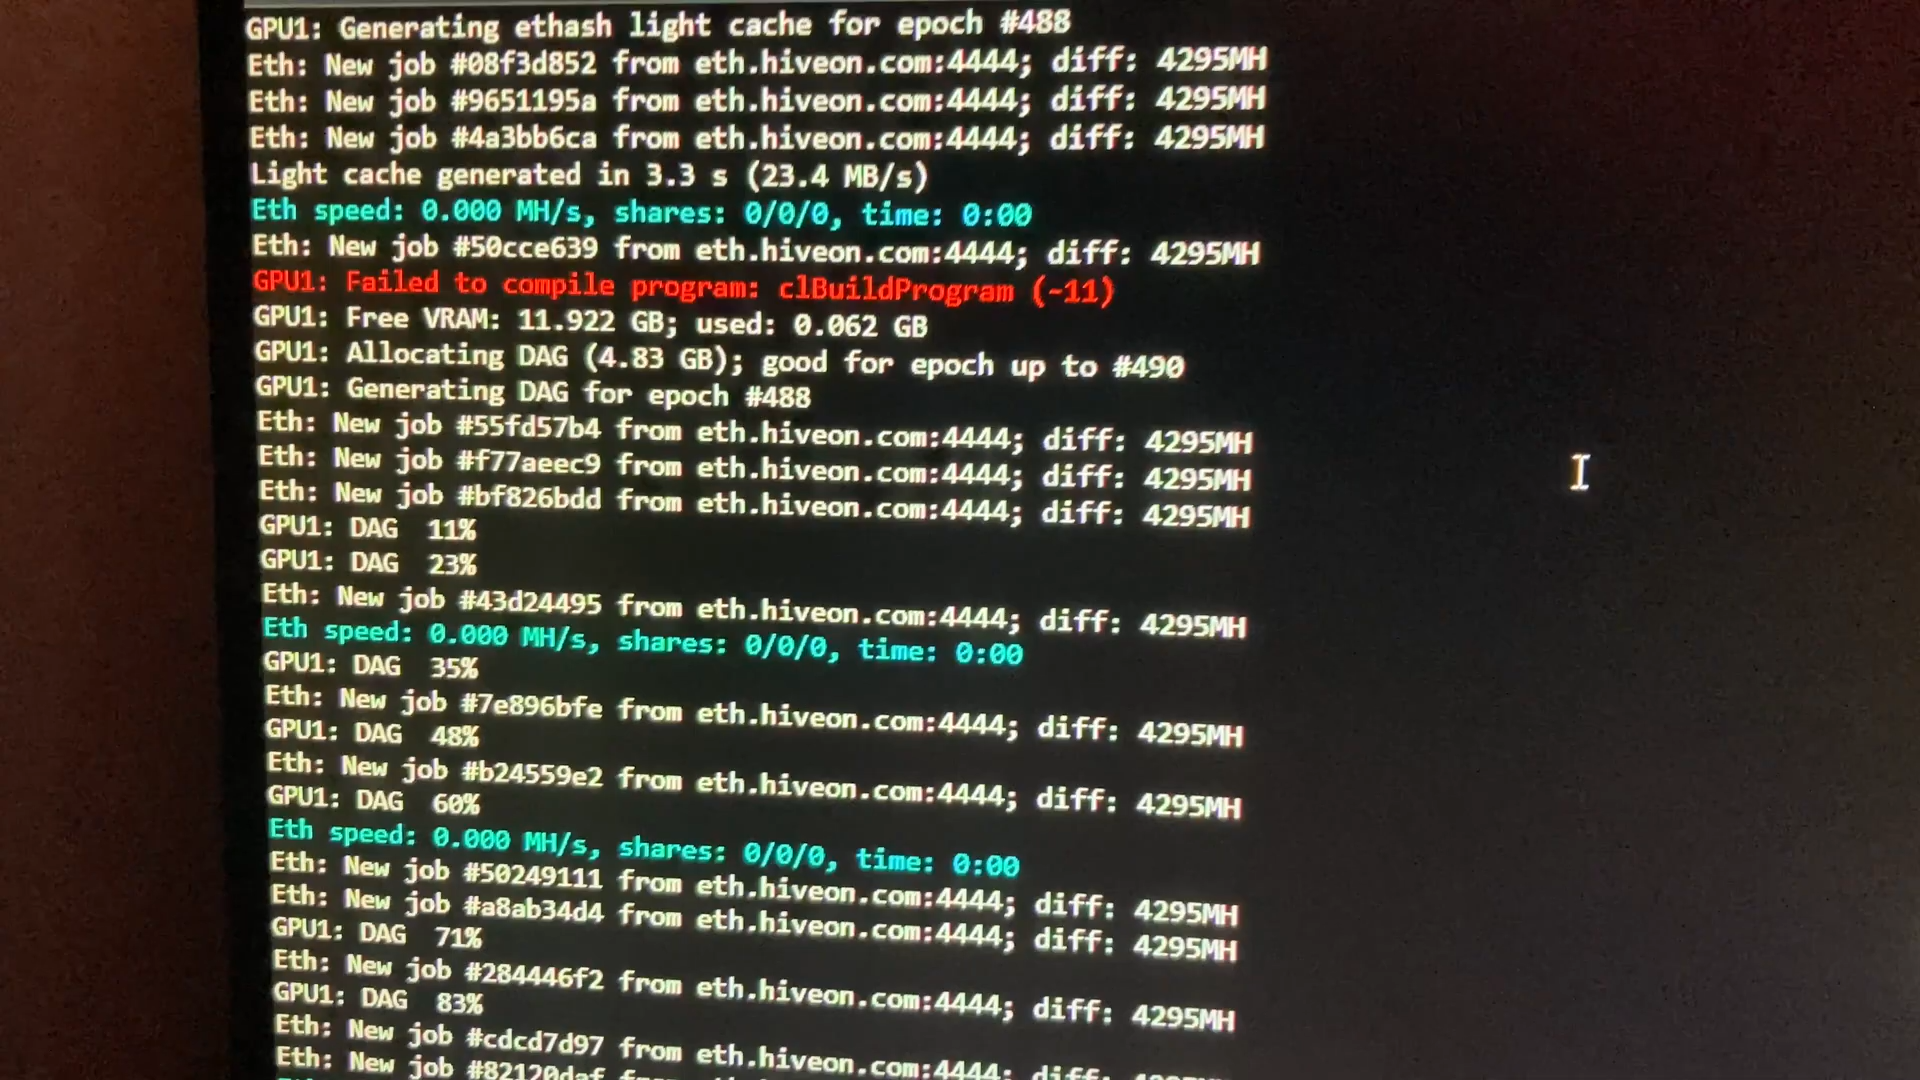 GPU1: Generating ethash light cache for epoch #488
Eth: New job #08f3d852 from eth.hiveon.com:4444; diff: 4295MH
Eth: New job #9651195a from eth.hiveon.com:4444; diff: 4295MH
Eth: New job #4a3bb6ca from eth.hiveon.com:4444; diff: 4295MH
Light cache generated in 3.3 s (23.4 MB/s)
Eth speed: 0.000 MH/s, shares: 0/0/0, time: 0:00
Eth: New job #50cce639 from eth.hiveon.com:4444; diff: 4295MH
GPU1: Failed to compile program: clBuildProgram (-11)
GPU1: Free VRAM: 11.922 GB; used: 0.062 GB
GPU1: Allocating DAG (4.83 GB); good for epoch up to #490
GPU1: Generating DAG for epoch #488
Eth: New job #55fd57b4 from eth.hiveon.com:4444; diff: 4295MH
Eth: New job #f77aeec9 from eth.hiveon.com:4444; diff: 4295MH
Eth: New job #bf826bdd from eth.hiveon.com:4444; diff: 4295MH
GPU1: DAG 11%
GPU1: DAG 23%
Eth: New job #43d24495 from eth.hiveon.com:4444; diff: 4295MH
Eth speed: 0.000 MH/s, shares: 0/0/0, time: 0:00
GPU1: DAG 35%
Eth: New job #7e896bfe from eth.hiveon.com:4444; diff: 4295MH
GPU1: DAG 48%
Eth: New job #b24559e2 from eth.hiveon.com:4444; diff: 4295MH
GPU1: DAG 60%
Eth speed: 0.000 MH/s, shares: 0/0/0, time: 0:00
Eth: New job #50249111 from eth.hiveon.com:4444; diff: 4295MH
Eth: New job #a8ab34d4 from eth.hiveon.com:4444; diff: 4295MH
GPU1: DAG 71%
Eth: New job #284446f2 from eth.hiveon.com:4444; diff: 4295MH
GPU1: DAG 83%
Eth: New job #cdcd7d97 from eth.hiveon.com:4444; diff:
Eth: New job #82120daf from eth.hiveon.com:4444;